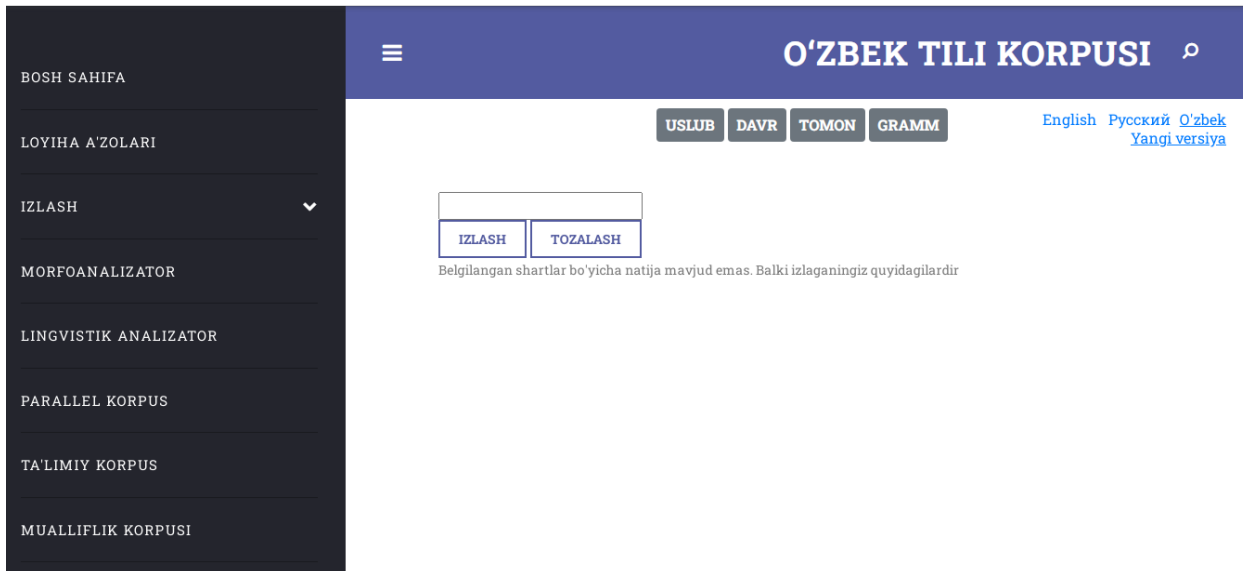 BOSH SAHIFA
LOYIHA A'ZOLARI
IZLASH
MORFOANALIZATOR
LINGVISTIK ANALIZATOR
PARALLEL KORPUS
TA'LIMIY KORPUS
MUALLIFLIK KORPUSI
OʻZBEK TILI KORPUSI
USLUB DAVR TOMON GRAMM
English Русский O'zbek
Yangi versiya
IZLASH TOZALASH
Belgilangan shartlar bo'yicha natija mavjud emas. Balki izlaganingiz quyidagilardir